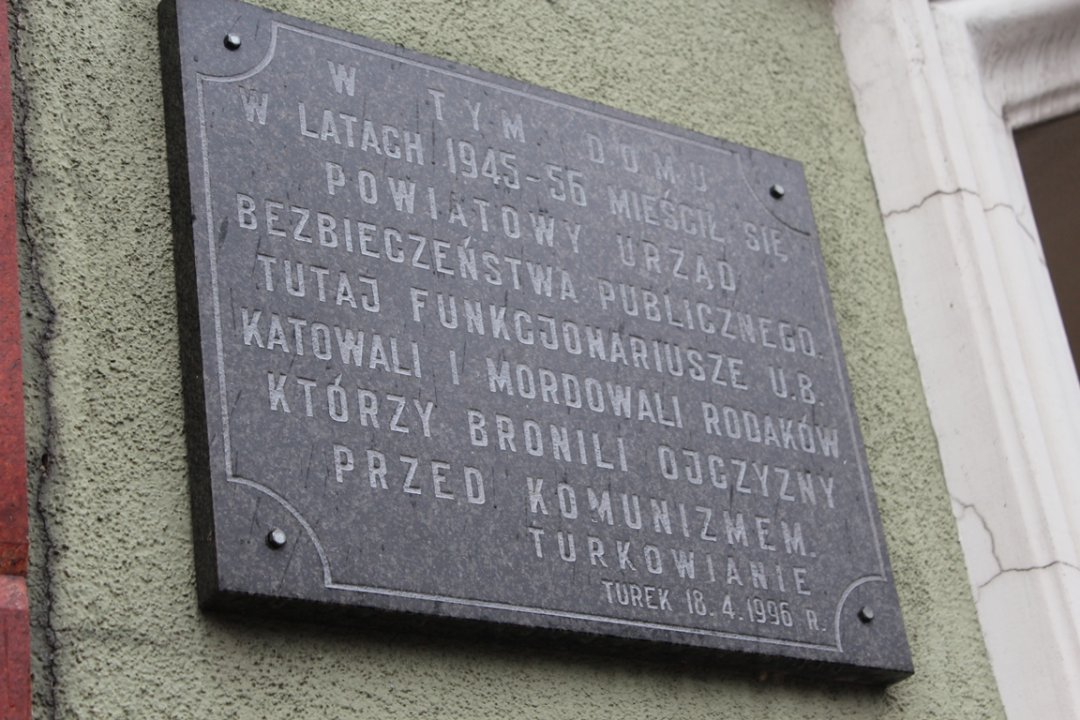 W TYM DOMU
W LATACH 1945-56 MIEŚCIŁ SIĘ
POWIATOWY URZĄD
BEZBIECZEŃSTWA PUBLICZNEGO.
TUTAJ FUNKCJONARIUSZE U.B.
KATOWALI I MORDOWALI RODAKÓW
KTÓRZY BRONILI OJCZYZNY
PRZED KOMUNIZMEM.
TURKOWIANIE
TUREK 18.4.1996 R.